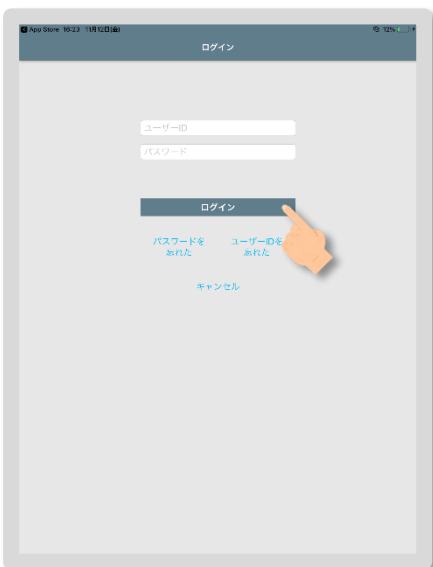 App Store 16:23 11月12日(金) 12%
ログイン
ユーザーID
パスワード
ログイン
パスワードを ユーザーIDを
忘れた 忘れた
キャンセル